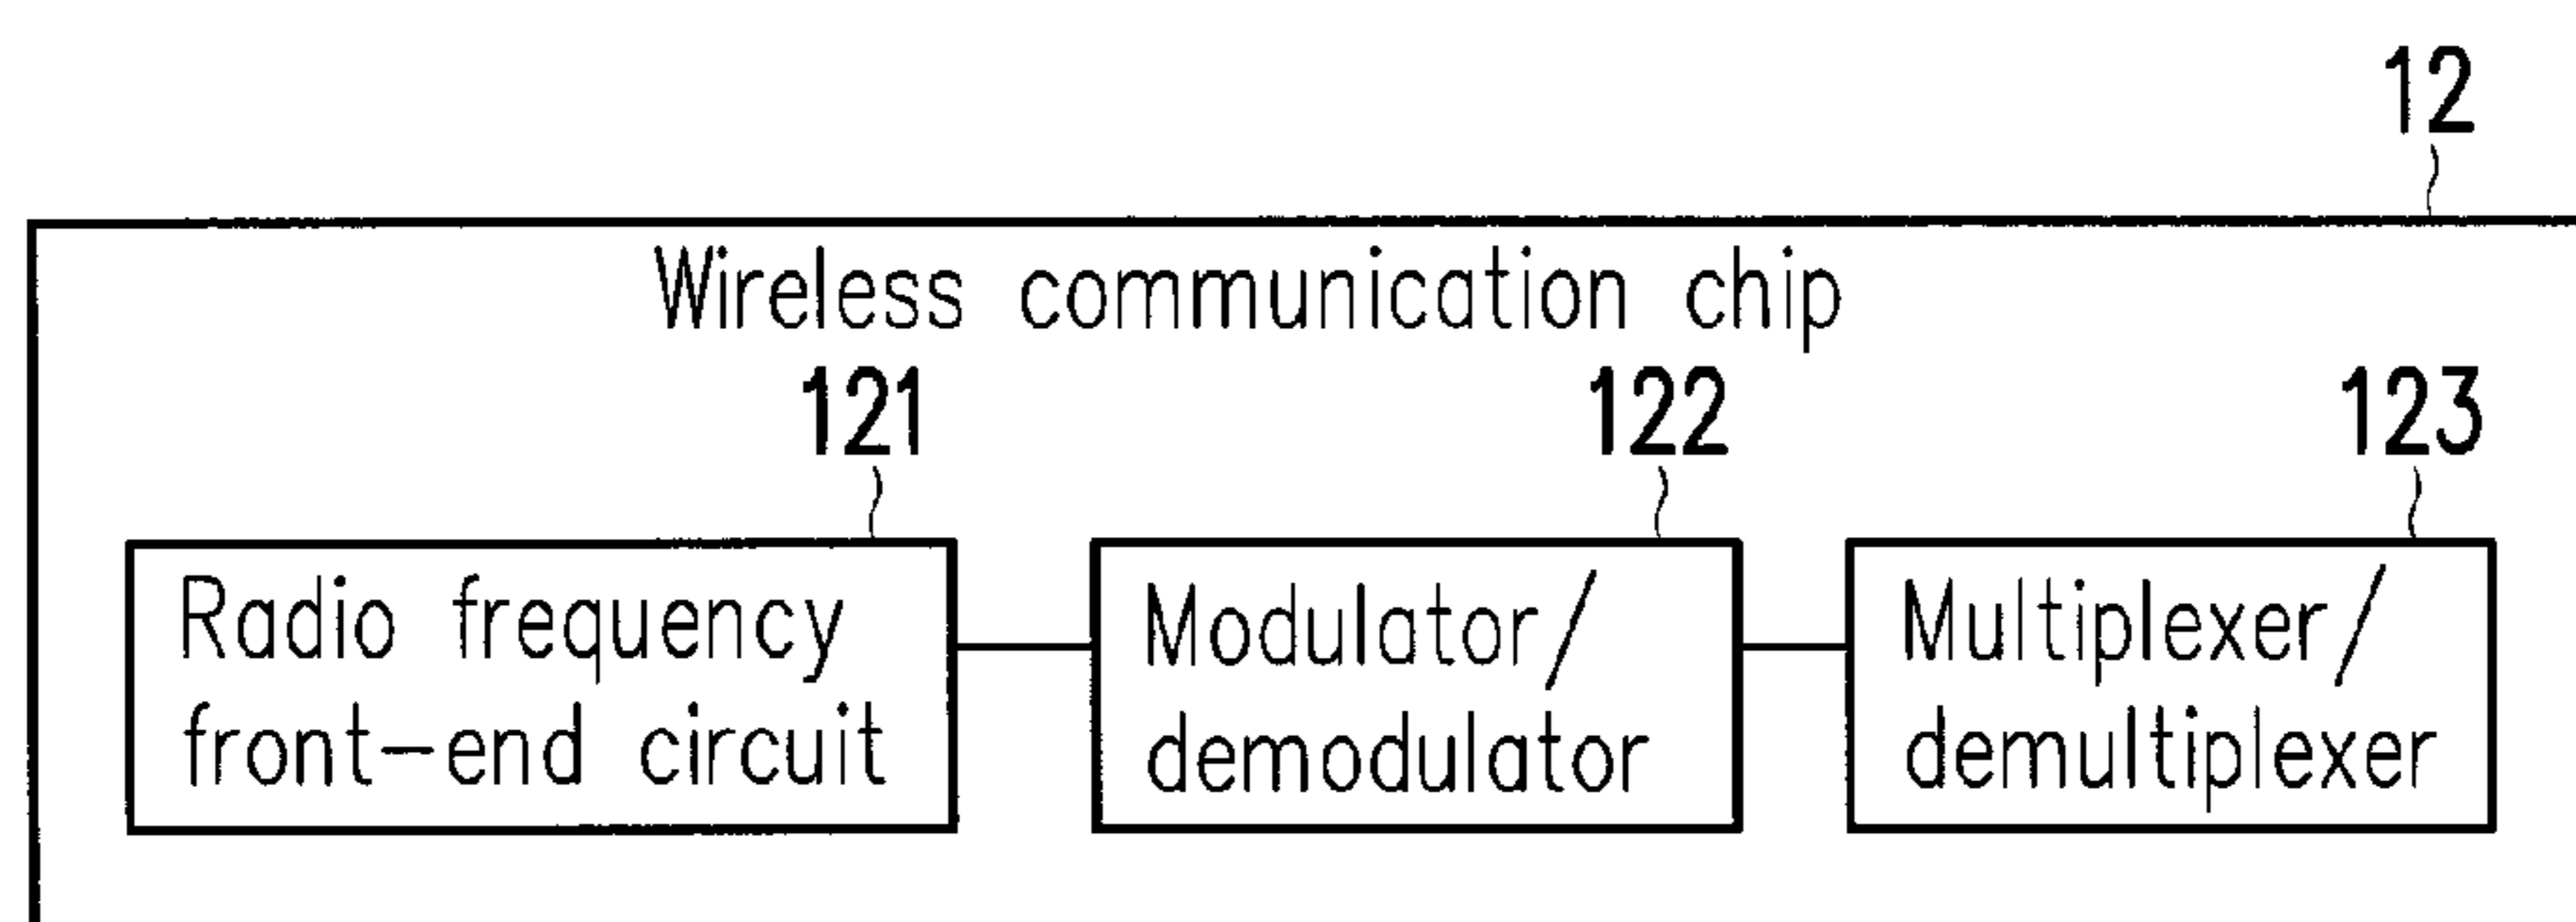 12
Wireless communication chip
121
122
123
Radio frequency
front-end circuit
Modulator/
demodulator
Multiplexer/
demultiplexer